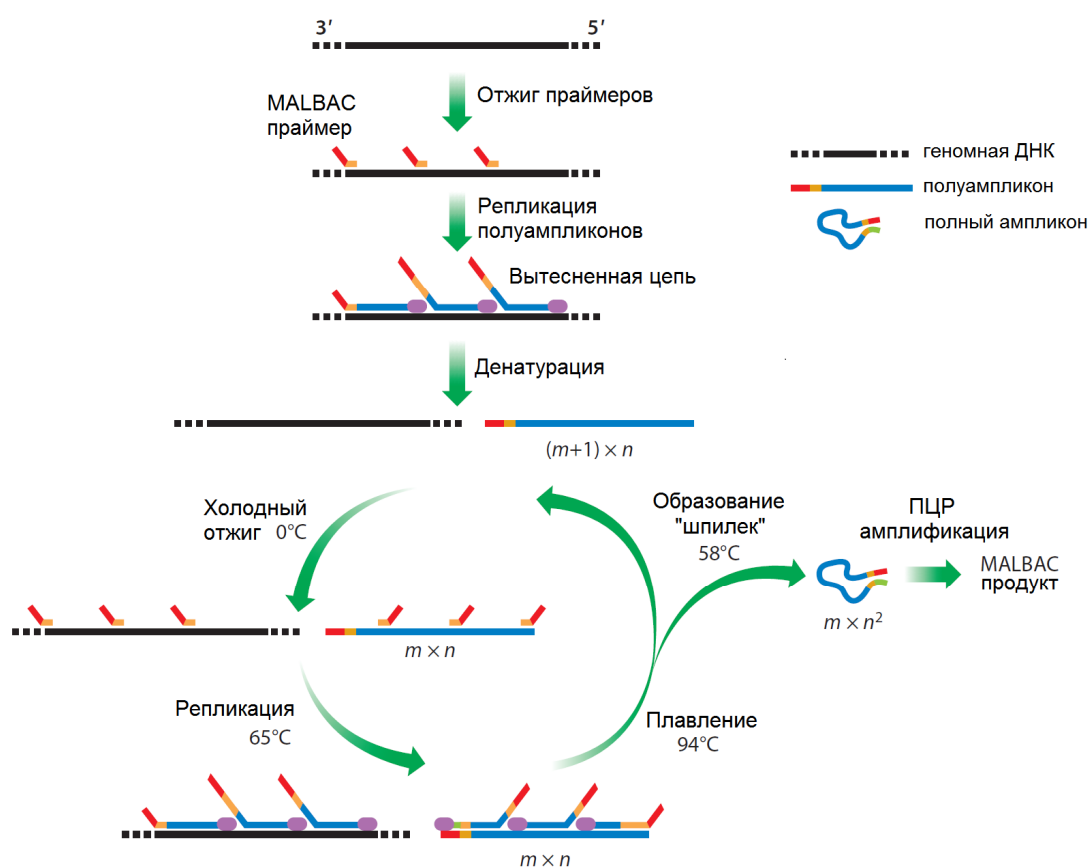 3′ 5′
Отжиг праймеров
MALBAC
праймер
геномная ДНК
полуампликон
полный ампликон
Репликация
полуампликонов
Вытесненная цепь
Денатурация
(m+1) × n
Холодный
отжиг 0°C
Образование
"шпилек"
58°C
ПЦР
амплификация
MALBAC
продукт
m × n²
m × n
Репликация
65°C
Плавление
94°C
m × n